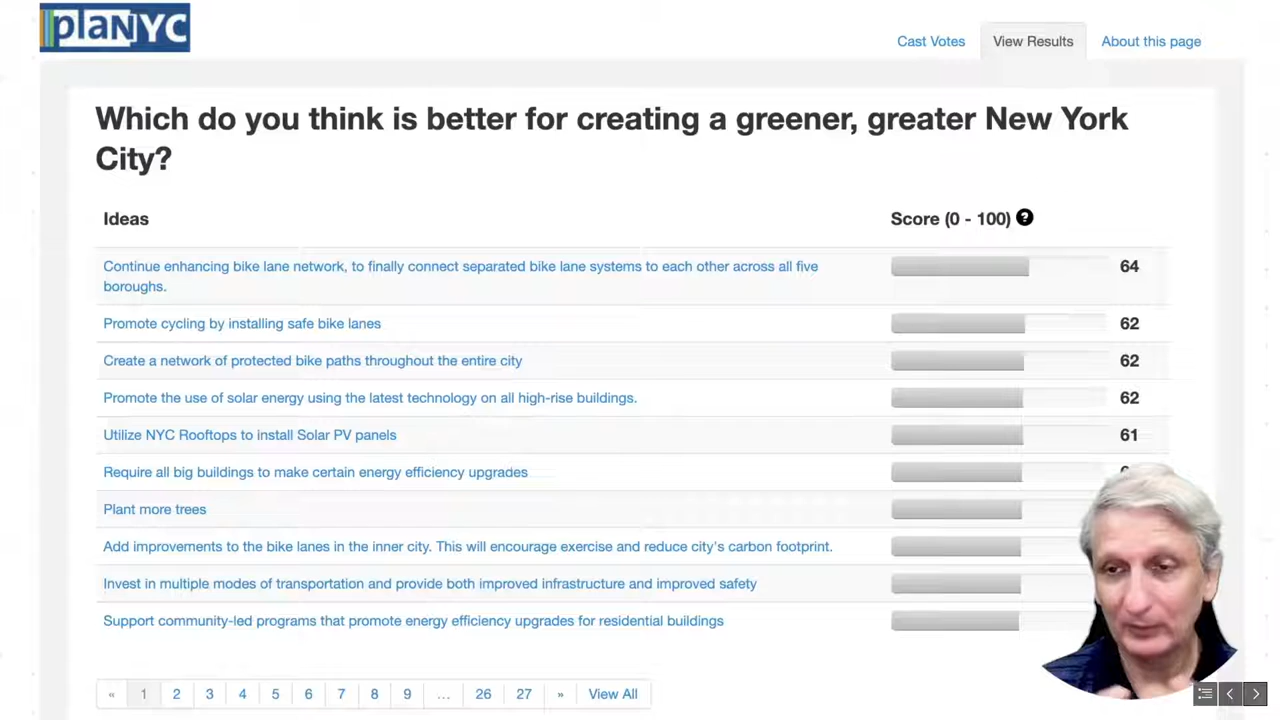 plaNYC
Cast Votes
View Results
About this page
Which do you think is better for creating a greener, greater New York
City?
Ideas
Score (0 - 100) ?
Continue enhancing bike lane network, to finally connect separated bike lane systems to each other across all five
boroughs.
64
Promote cycling by installing safe bike lanes
62
Create a network of protected bike paths throughout the entire city
62
Promote the use of solar energy using the latest technology on all high-rise buildings.
62
Utilize NYC Rooftops to install Solar PV panels
61
Require all big buildings to make certain energy efficiency upgrades
Plant more trees
Add improvements to the bike lanes in the inner city. This will encourage exercise and reduce city's carbon footprint.
Invest in multiple modes of transportation and provide both improved infrastructure and improved safety
Support community-led programs that promote energy efficiency upgrades for residential buildings
« 1 2 3 4 5 6 7 8 9 … 26 27 » View All